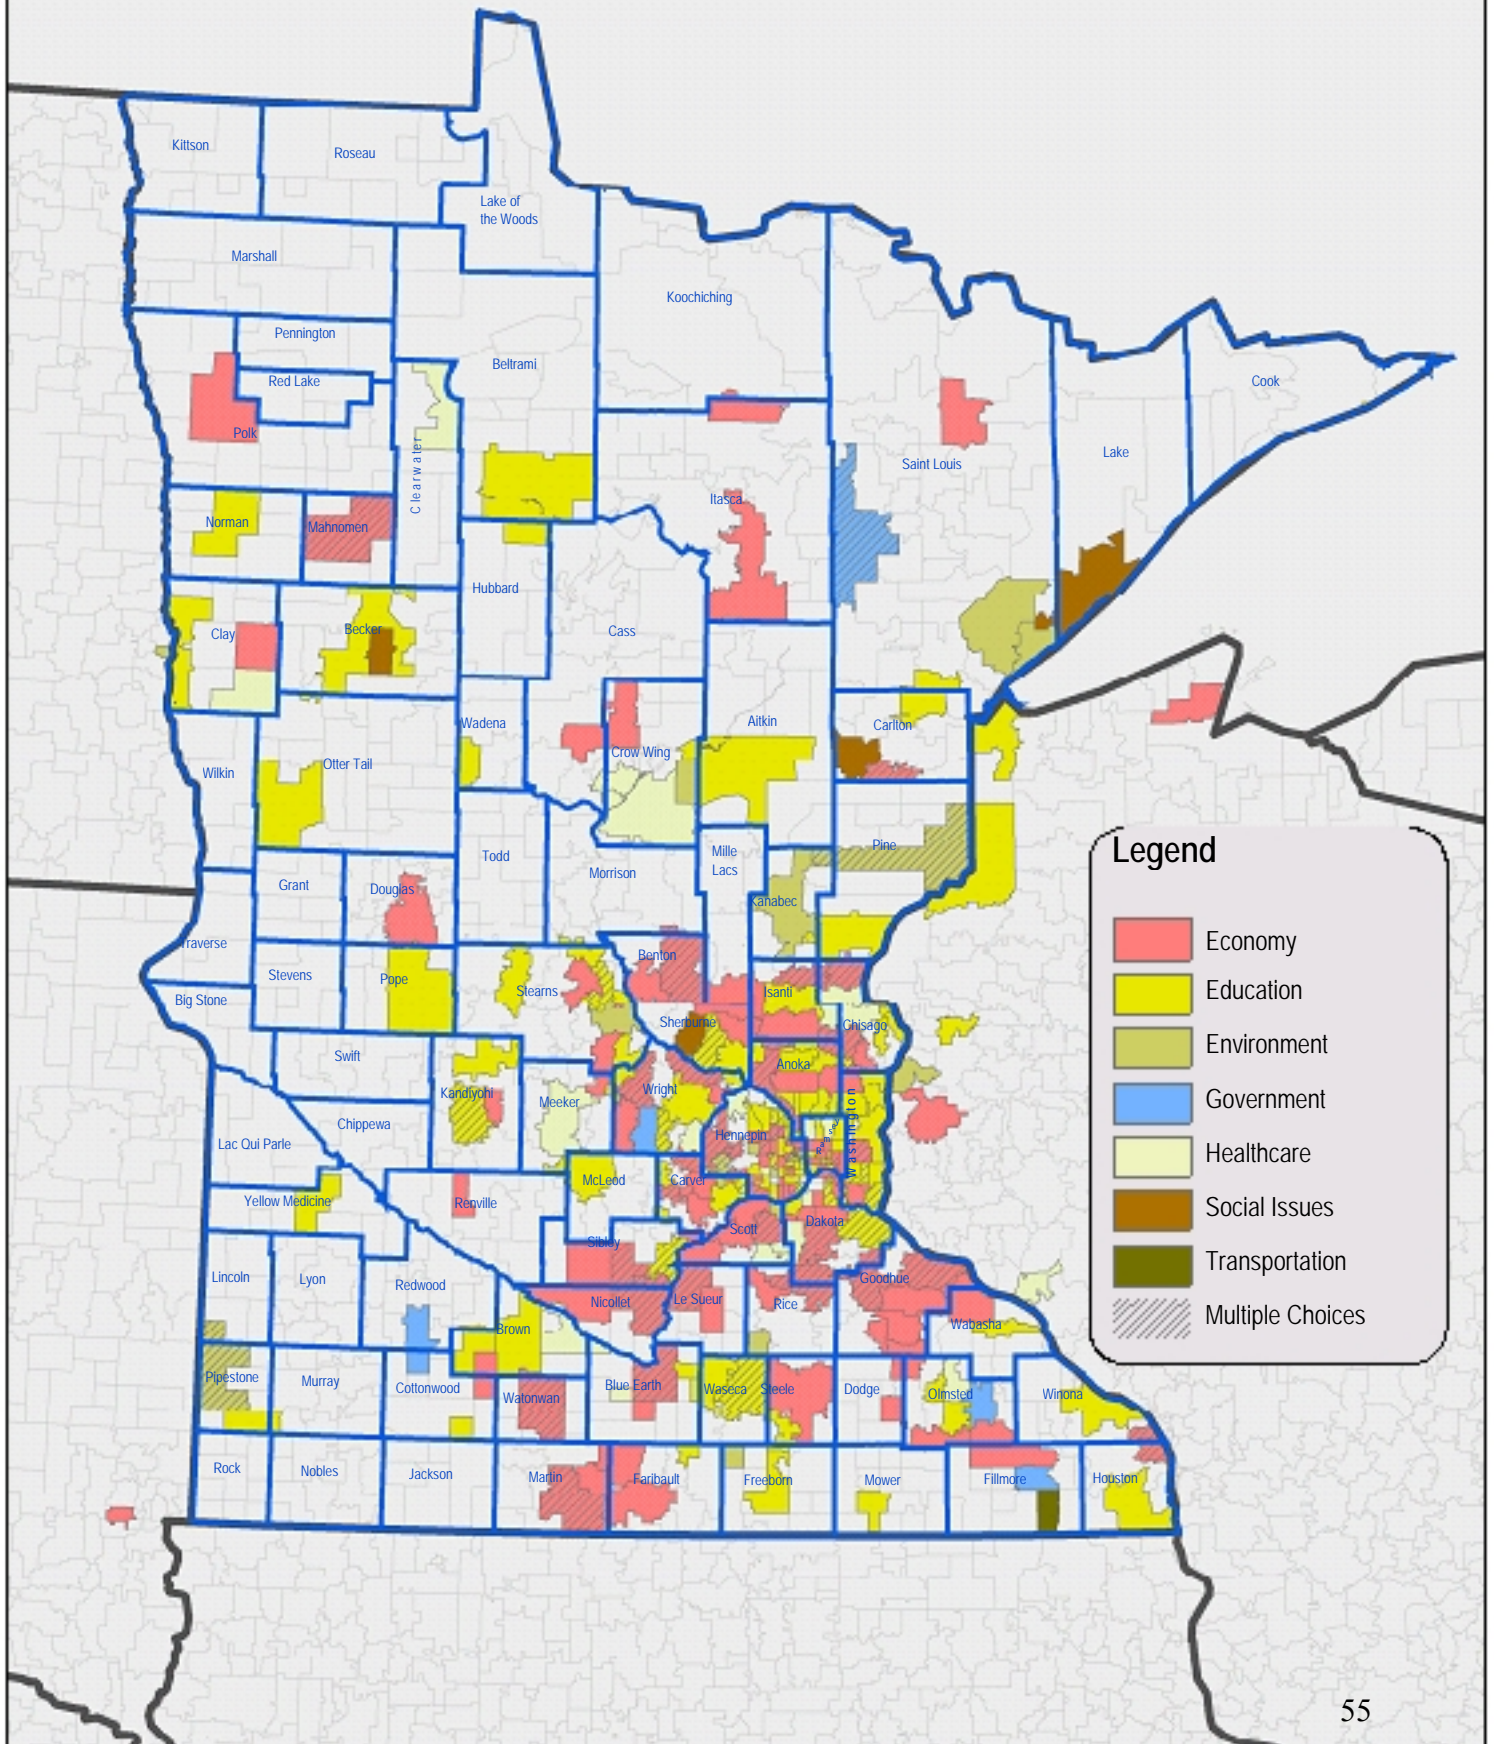 Kittson
Roseau
Lake of
the Woods
Marshall
Koochiching
Pennington
Beltrami
Red Lake
Cook
Polk
Clearwater
Lake
Saint Louis
Itasca
Norman
Mahnomen
Hubbard
Clay
Becker
Cass
Wadena
Aitkin
Carlton
Crow Wing
Wilkin
Otter Tail
Todd
Mille
Lacs
Pine
Morrison
Grant
Douglas
Kanabec
Traverse
Stevens
Pope
Benton
Stearns
Isanti
Big Stone
Sherburne
Chisago
Swift
Anoka
Kandiyohi
Wright
Meeker
Washington
Chippewa
Hennepin
Ramsey
Lac Qui Parle
McLeod
Carver
Yellow Medicine
Renville
Scott
Dakota
Sibley
Lincoln
Lyon
Redwood
Goodhue
Nicollet
Le Sueur
Rice
Brown
Wabasha
Pipestone
Murray
Cottonwood
Watonwan
Blue Earth
Waseca
Steele
Dodge
Olmsted
Winona
Rock
Nobles
Jackson
Martin
Faribault
Freeborn
Mower
Fillmore
Houston
Legend
Economy
Education
Environment
Government
Healthcare
Social Issues
Transportation
Multiple Choices
55